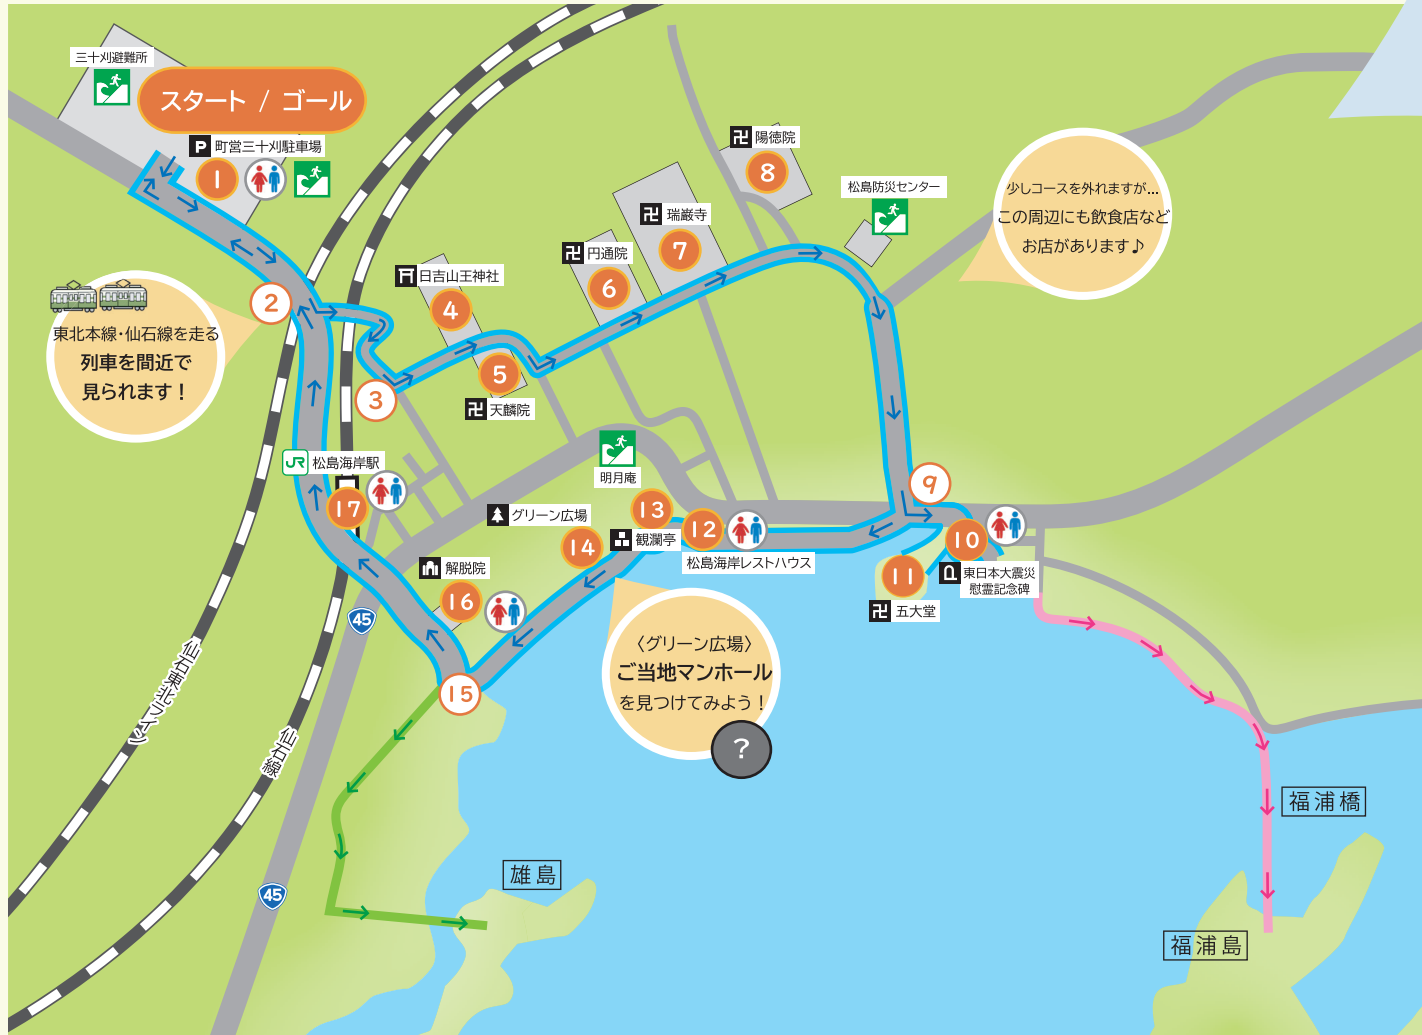 三十刈避難所
スタート / ゴール
P 町営三十刈駐車場
1
2
東北本線・仙石線を走る
列車を間近で
見られます！
日吉山王神社
4
3
5
天麟院
円通院
6
瑞巌寺
7
陽徳院
8
松島防災センター
少しコースを外れますが...
この周辺にも飲食店など
お店があります♪
JR 松島海岸駅
17
明月庵
グリーン広場
14
13
観瀾亭
12
松島海岸レストハウス
9
10
東日本大震災
慰霊記念碑
11
五大堂
解脱院
16
15
45
〈グリーン広場〉
ご当地マンホール
を見つけてみよう！
?
仙石東北ライン
仙石線
45
雄島
福浦橋
福浦島